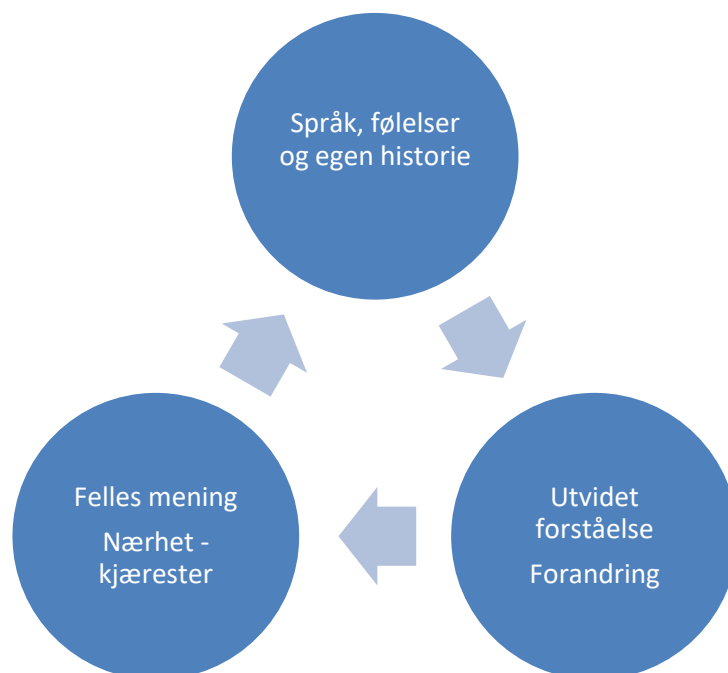 Språk, følelser
og egen historie
Felles mening
Nærhet -
kjærester
Utvidet
forståelse
Forandring